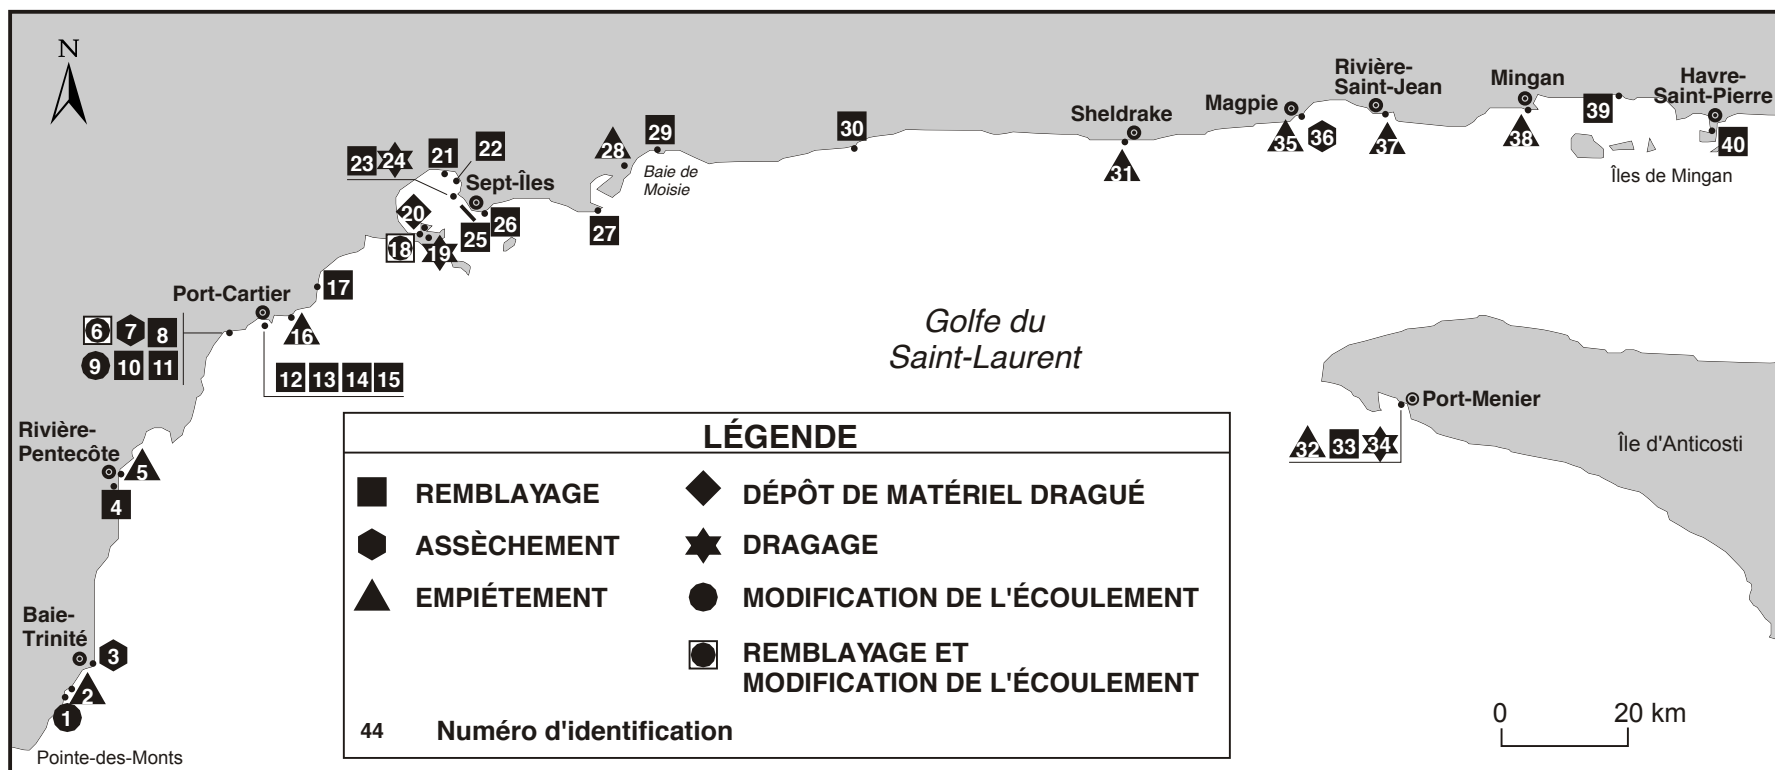 N
Rivière-
Saint-Jean
Mingan
Havre-
Saint-Pierre
Magpie
Sheldrake
39
30
29
28
22
21
23 24
35 36 37 38 40
31
Îles de Mingan
Baie de
Moisie
Sept-Îles
20
26
25
27
18 19
17
Port-Cartier
16
6 7 8
9 10 11
12 13 14 15
Golfe du
Saint-Laurent
Port-Menier
32 33 34
Île d'Anticosti
Rivière-
Pentecôte
5
4
Baie-
Trinité
3
2
1
Pointe-des-Monts
LÉGENDE
REMBLAYAGE
ASSÈCHEMENT
EMPIÉTEMENT
DÉPÔT DE MATÉRIEL DRAGUÉ
DRAGAGE
MODIFICATION DE L'ÉCOULEMENT
REMBLAYAGE ET
MODIFICATION DE L'ÉCOULEMENT
44 Numéro d'identification
0 20 km